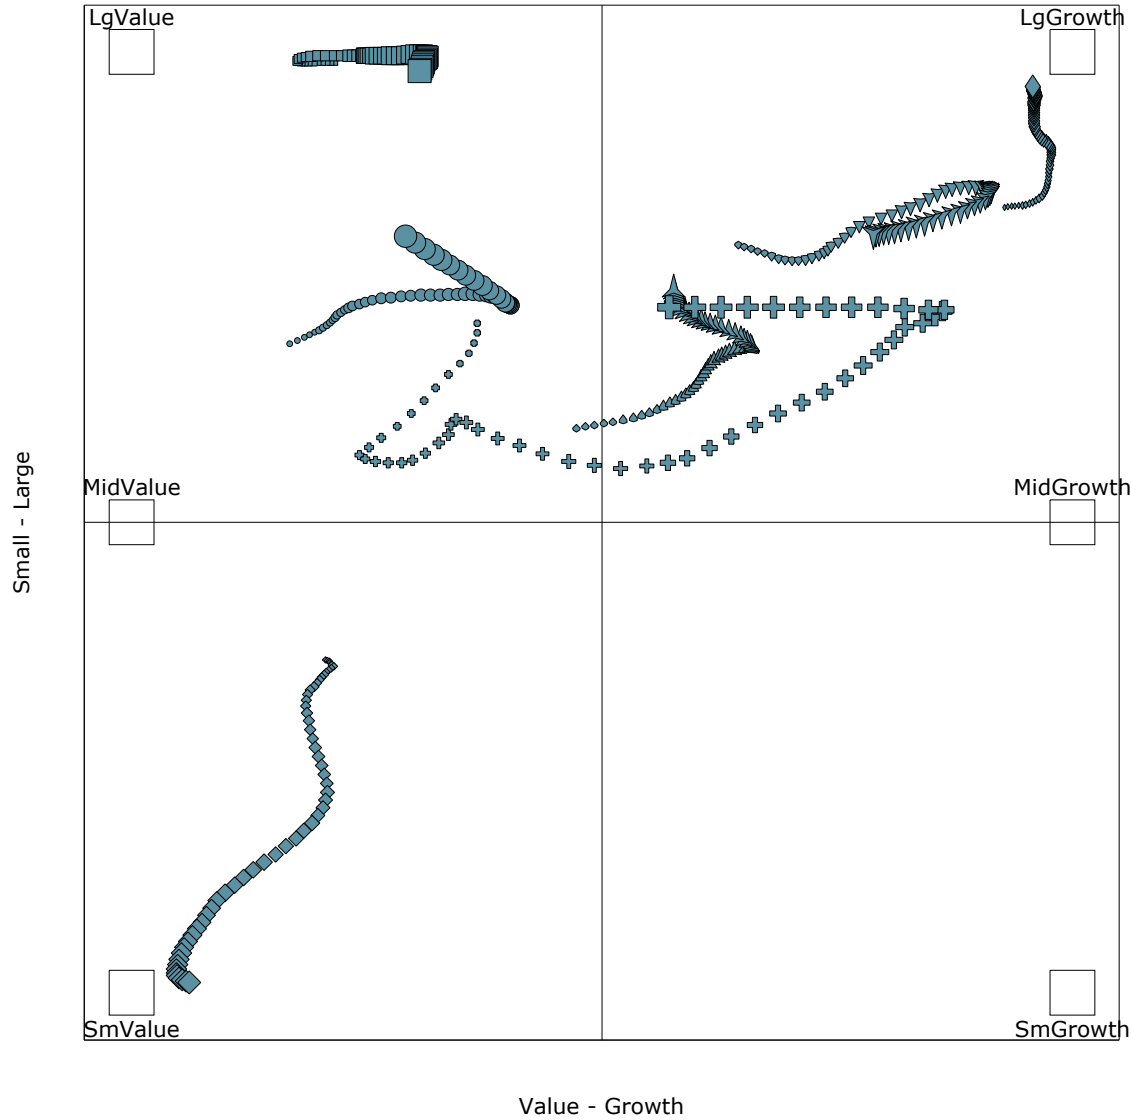 LgValue
LgGrowth
Small - Large
MidValue
MidGrowth
SmValue
SmGrowth
Value - Growth